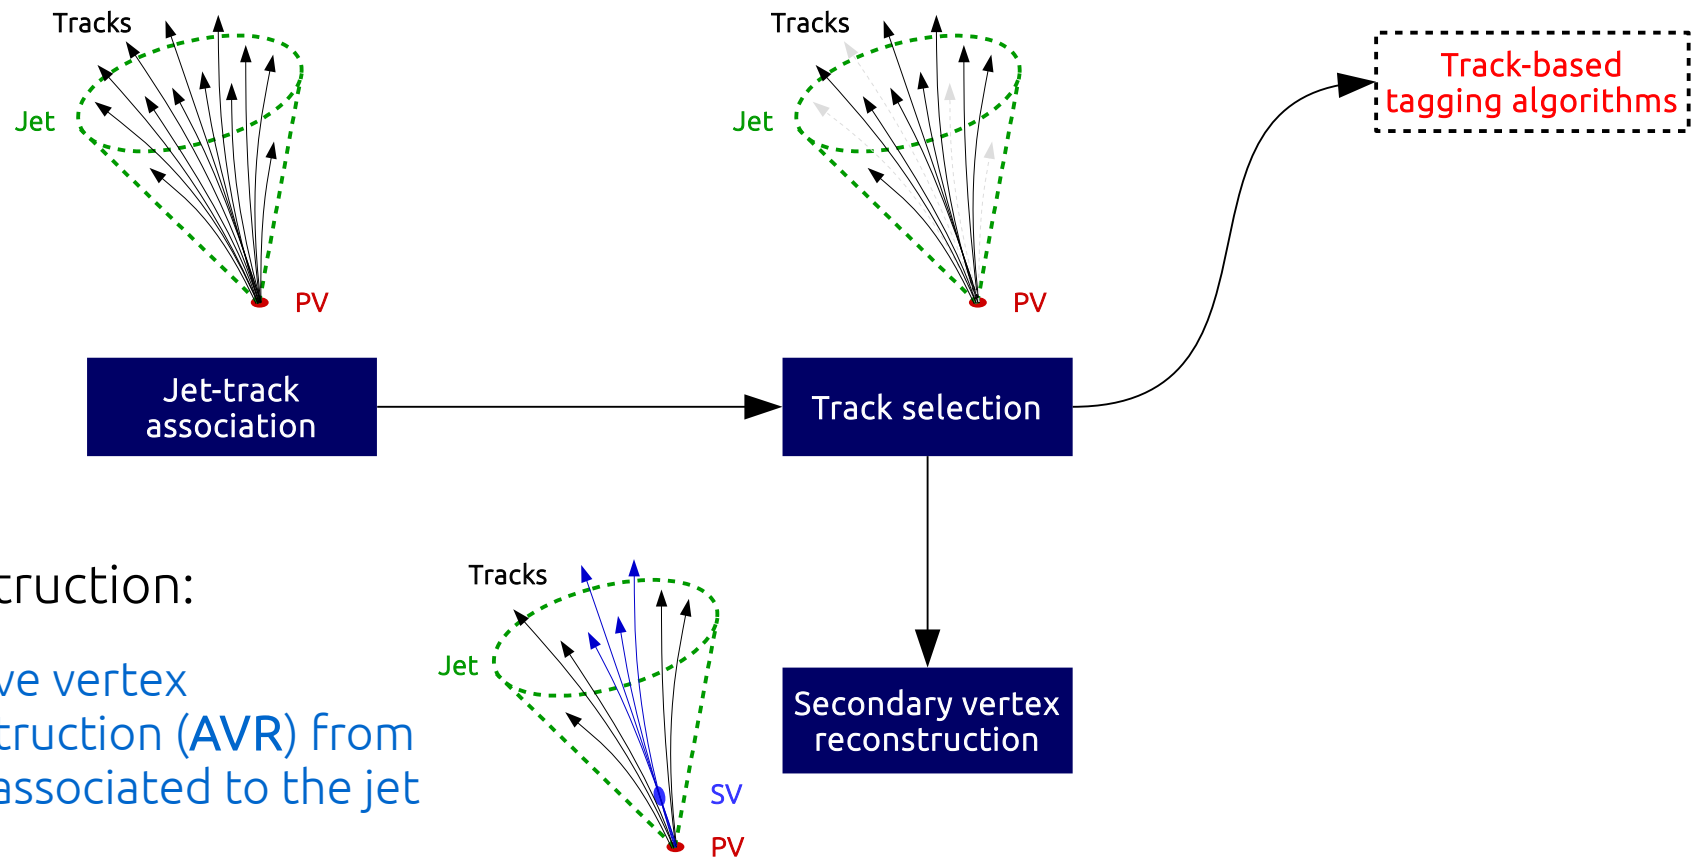 Tracks
Jet
PV
Tracks
Jet
PV
Track-based
tagging algorithms
Jet-track
association
Track selection
truction:
ve vertex
truction (AVR) from
associated to the jet
Tracks
Jet
SV
PV
Secondary vertex
reconstruction